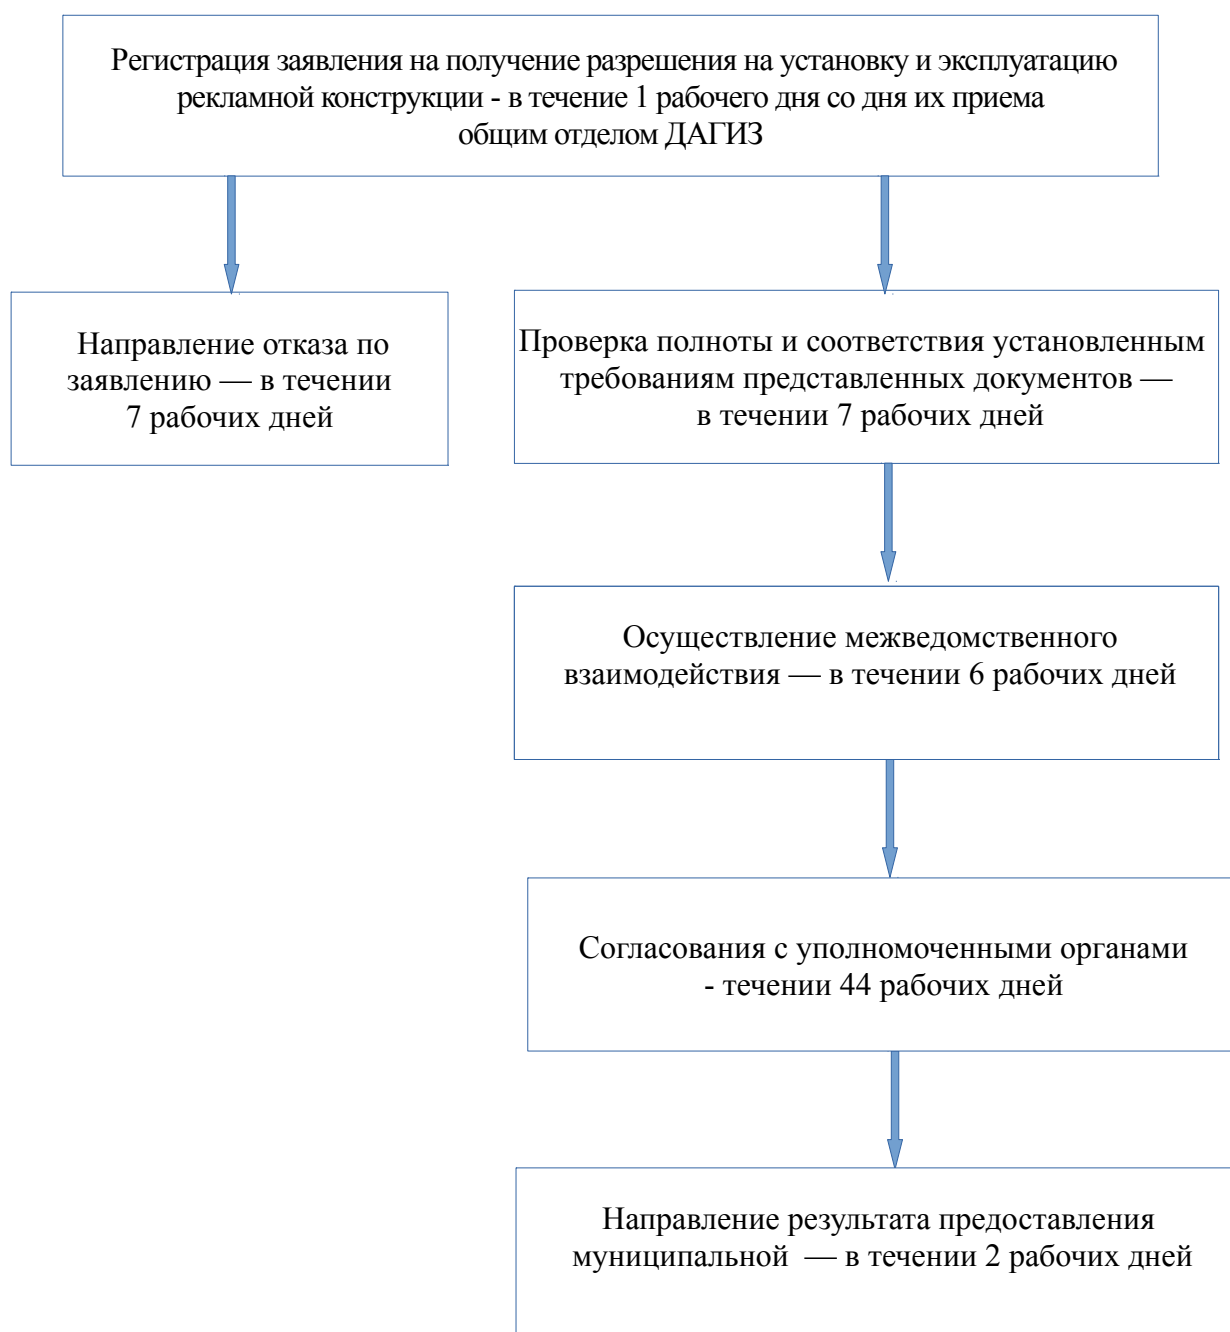 Регистрация заявления на получение разрешения на установку и эксплуатацию
рекламной конструкции - в течение 1 рабочего дня со дня их приема
общим отделом ДАГИЗ
Направление отказа по
заявлению — в течении
7 рабочих дней
Проверка полноты и соответствия установленным
требованиям представленных документов —
в течении 7 рабочих дней
Осуществление межведомственного
взаимодействия — в течении 6 рабочих дней
Согласования с уполномоченными органами
- течении 44 рабочих дней
Направление результата предоставления
муниципальной — в течении 2 рабочих дней